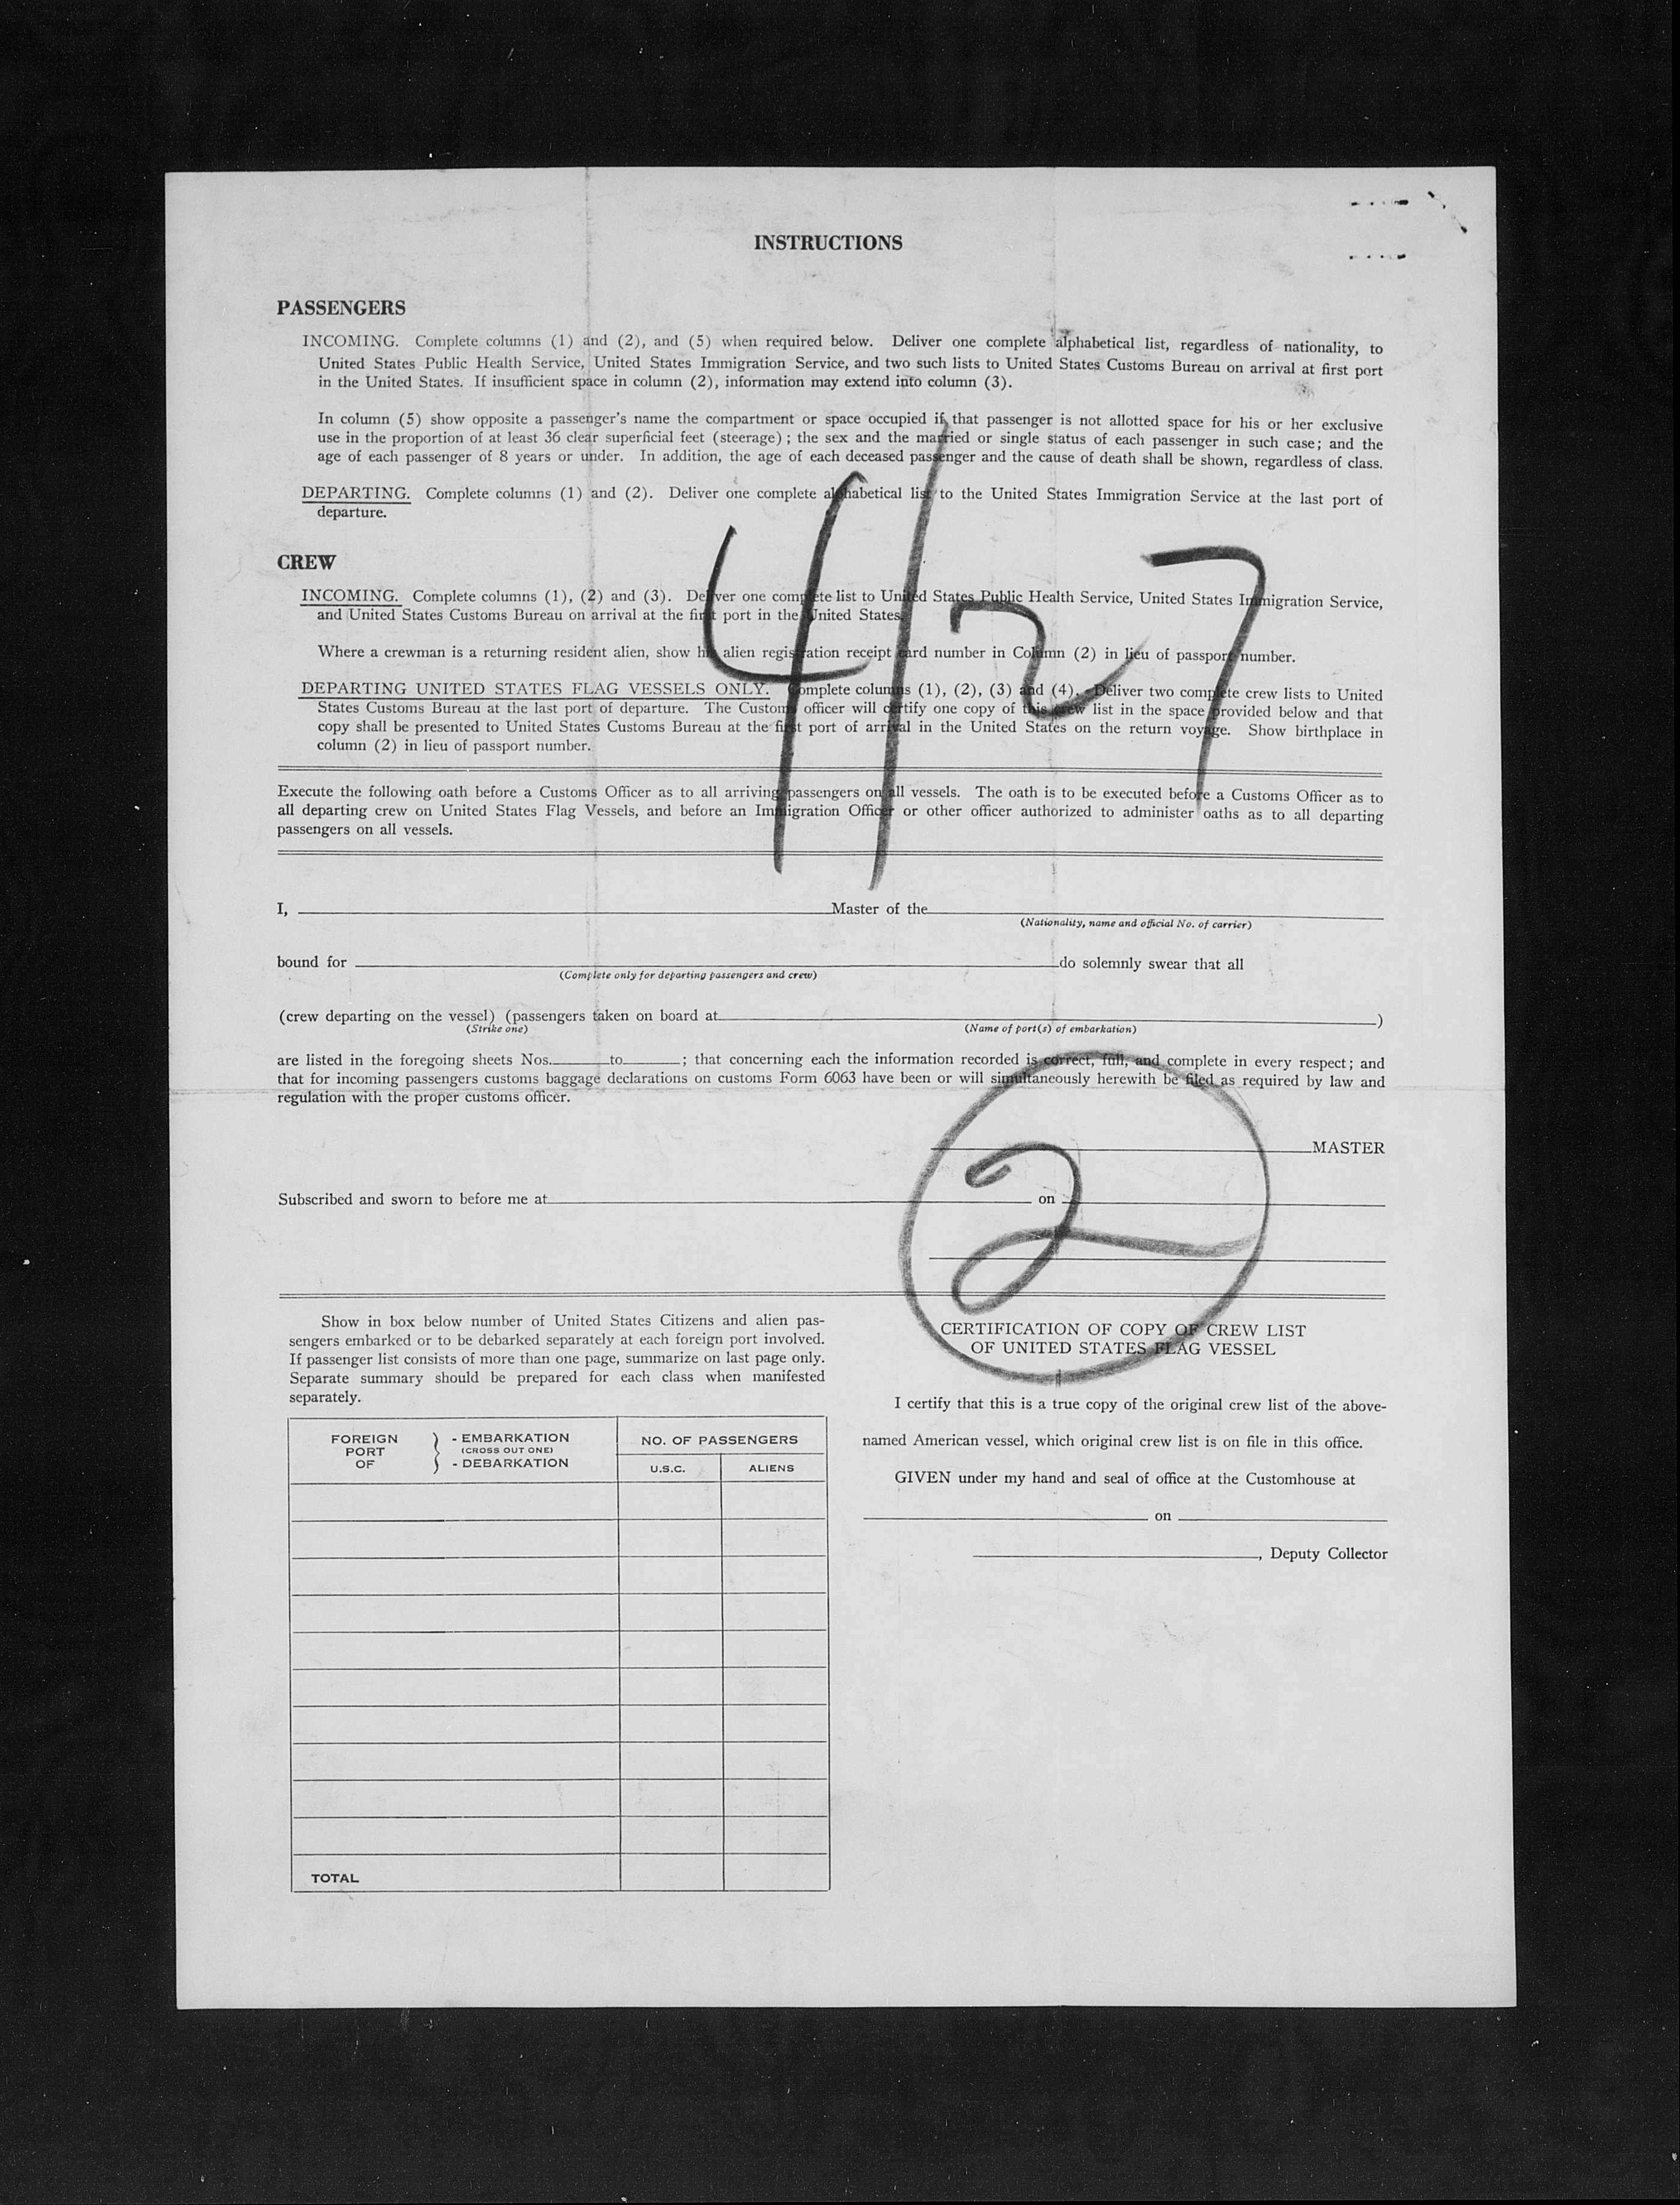 INSTRUCTIONS
PASSENGERS
INCOMING. Complete columns (1) and (2), and (5) when required below. Deliver one complete alphabetical list, regardless of nationality, to
United States Public Health Service, United States Immigration Service, and two such lists to United States Customs Bureau on arrival at first port
in the United States. If insufficient space in column (2), information may extend into column (3).
In column (5) show opposite a passenger's name the compartment or space occupied if that passenger is not allotted space for his or her exclusive
use in the proportion of at least 36 clear superficial feet (steerage) ; the sex and the married or single status of each passenger in such case; and the
age of each passenger of 8 years or under. In addition, the age of each deceased passenger and the cause of death shall be shown, regardless of class.
DEPARTING. Complete columns (1) and (2). Deliver one complete alphabetical list to the United States Immigration Service at the last port of
departure.
4/27
CREW
INCOMING. Complete columns (1), (2) and (3). Deliver one complete list to United States Public Health Service, United States Immigration Service,
and United States Customs Bureau on arrival at the first port in the United States.
Where a crewman is a returning resident alien, show his alien registration receipt card number in Column (2) in lieu of passport number.
DEPARTING UNITED STATES FLAG VESSELS ONLY. Complete columns (1), (2), (3) and (4). Deliver two complete crew lists to United
States Customs Bureau at the last port of departure. The Customs officer will certify one copy of this crew list in the space provided below and that
copy shall be presented to United States Customs Bureau at the first port of arrival in the United States on the return voyage. Show birthplace in
column (2) in lieu of passport number.
Execute the following oath before a Customs Officer as to all arriving passengers on all vessels. The oath is to be executed before a Customs Officer as to
all departing crew on United States Flag Vessels, and before an Immigration Officer or other officer authorized to administer oaths as to all departing
passengers on all vessels.
I, Master of the
(Nationality, name and official No. of carrier)
bound for do solemnly swear that all
(Complete only for departing passengers and crew)
(crew departing on the vessel) (passengers taken on board at )
(Strike one) (Name of port(s) of embarkation)
are listed in the foregoing sheets Nos. to ; that concerning each the information recorded is correct, full, and complete in every respect; and
that for incoming passengers customs baggage declarations on customs Form 6063 have been or will simultaneously herewith be filed as required by law and
regulation with the proper customs officer.
MASTER
2
Subscribed and sworn to before me at on
Show in box below number of United States Citizens and alien pas-
sengers embarked or to be debarked separately at each foreign port involved.
If passenger list consists of more than one page, summarize on last page only.
Separate summary should be prepared for each class when manifested
separately.
FOREIGN
PORT
OF
- EMBARKATION
(CROSS OUT ONE)
- DEBARKATION
NO. OF PASSENGERS
U.S.C. ALIENS
TOTAL
CERTIFICATION OF COPY OF CREW LIST
OF UNITED STATES FLAG VESSEL
I certify that this is a true copy of the original crew list of the above-
named American vessel, which original crew list is on file in this office.
GIVEN under my hand and seal of office at the Customhouse at
on
, Deputy Collector